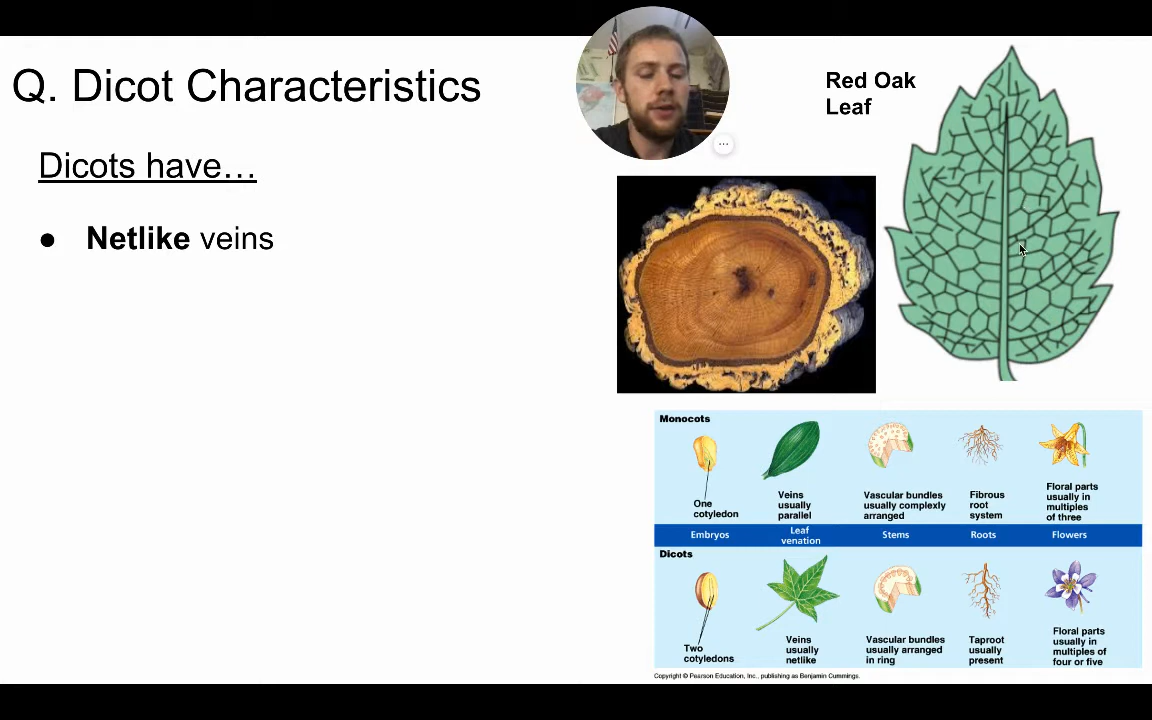 Q. Dicot Characteristics
Dicots have…
● Netlike veins
Red Oak
Leaf
Monocots
One
cotyledon
Veins
usually
parallel
Vascular bundles
usually complexly
arranged
Fibrous
root
system
Floral parts
usually in
multiples
of three
Embryos
Leaf
venation
Stems
Roots
Flowers
Dicots
Two
cotyledons
Veins
usually
netlike
Vascular bundles
usually arranged
in ring
Taproot
usually
present
Floral parts
usually in
multiples of
four or five
Copyright © Pearson Education, Inc., publishing as Benjamin Cummings.